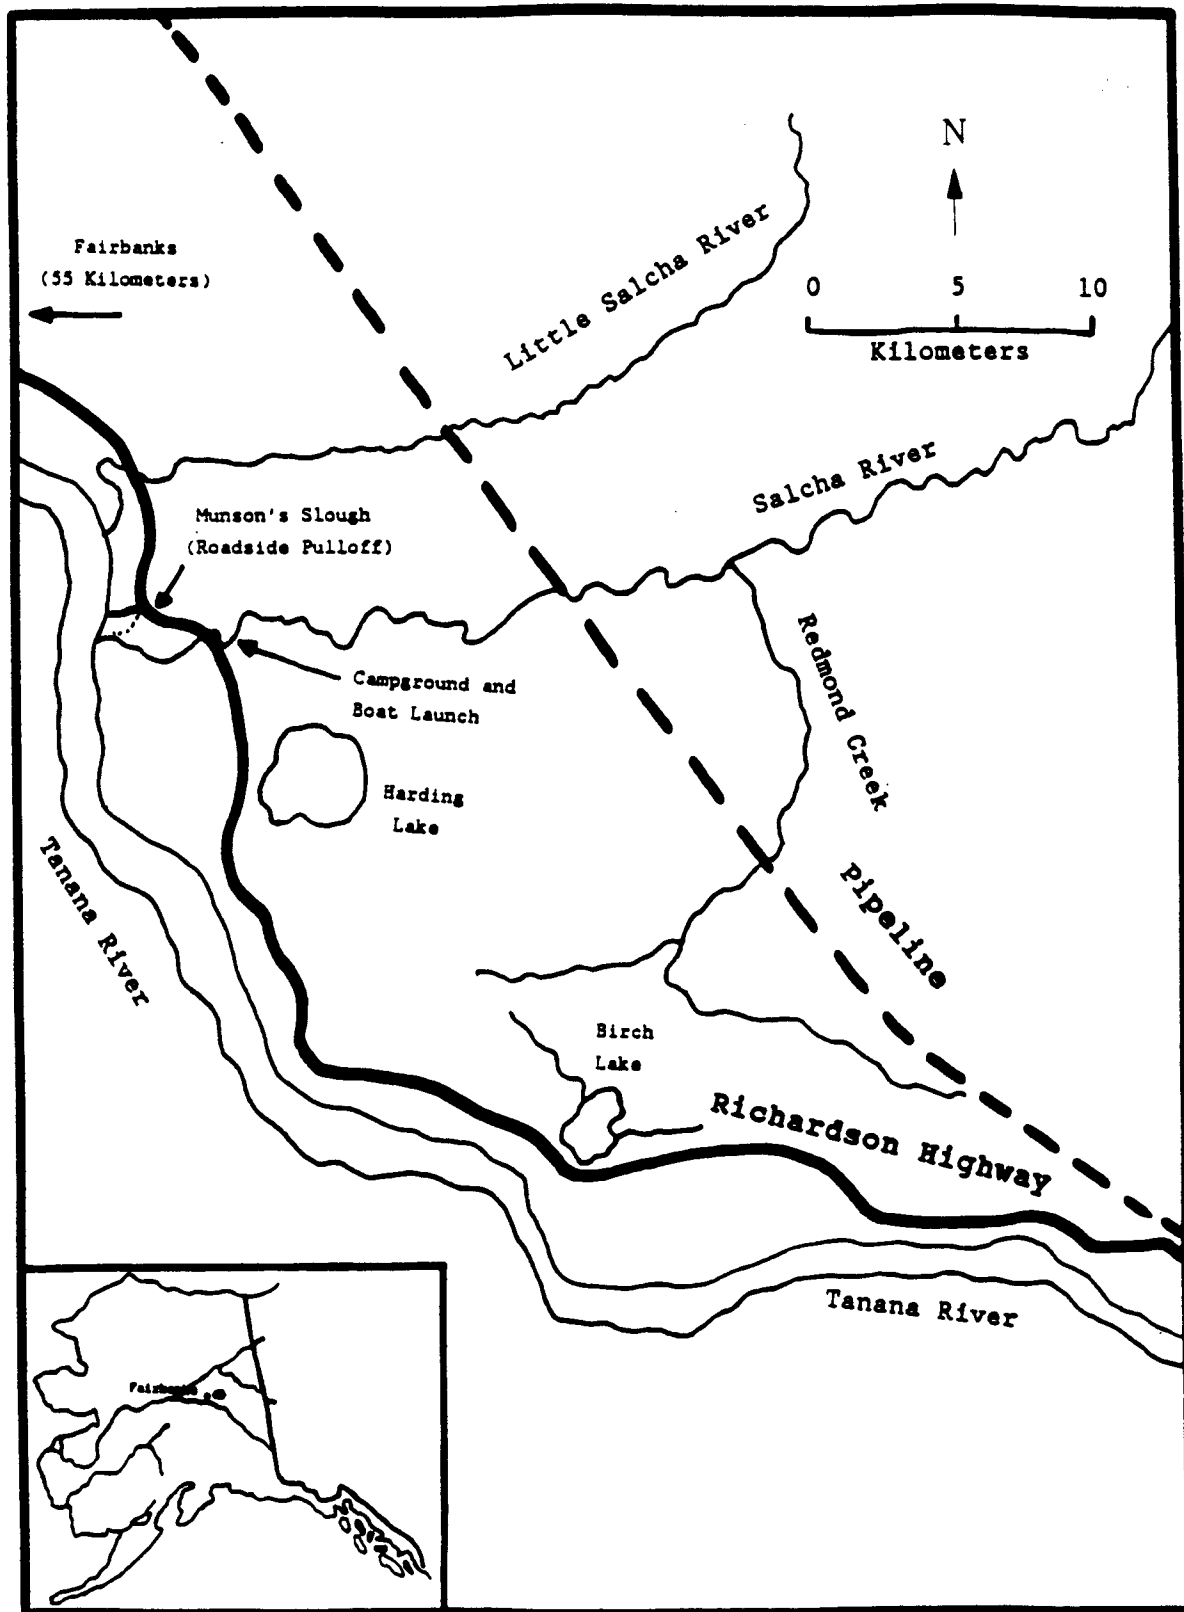 N
Little Salcha River
Fairbanks
(55 Kilometers)
0 5 10
Kilometers
Salcha River
Munson's Slough
(Roadside Pulloff)
Redmond Creek
Campground and
Boat Launch
Harding
Lake
Tanana River
Pipeline
Birch
Lake
Richardson Highway
Tanana River
Fairbanks